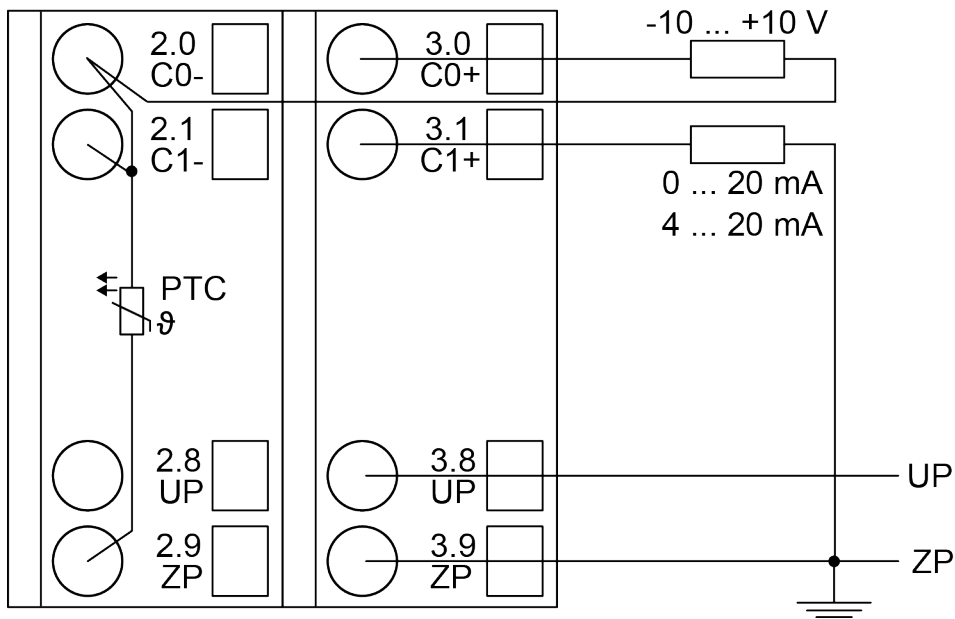 2.0
C0-
3.0
C0+
-10 ... +10 V
2.1
C1-
3.1
C1+
0 ... 20 mA
4 ... 20 mA
PTC
ϑ
2.8
UP
3.8
UP
UP
2.9
ZP
3.9
ZP
ZP